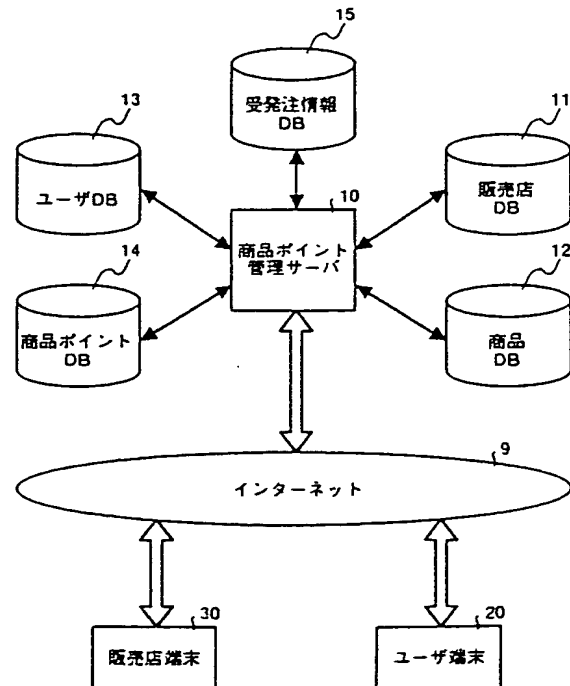 15
受発注情報
DB
13
ユーザDB
11
販売店
DB
10
商品ポイント
管理サーバ
14
商品ポイント
DB
12
商品
DB
9
インターネット
30
販売店端末
20
ユーザ端末